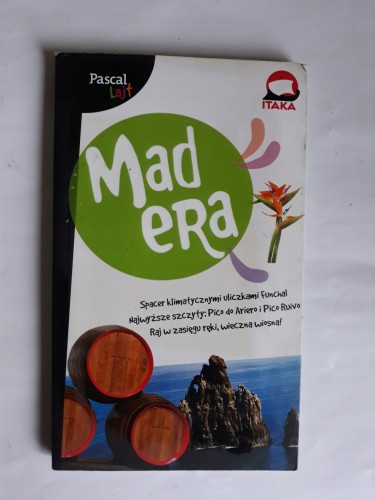 Pascal
Lajt
ITAKA
Mad
eRa
Spacer klimatycznymi uliczkami Funchal
Najwyższe szczyty: Pico do Ariero i Pico Ruivo
Raj w zasięgu ręki, wieczna wiosna!